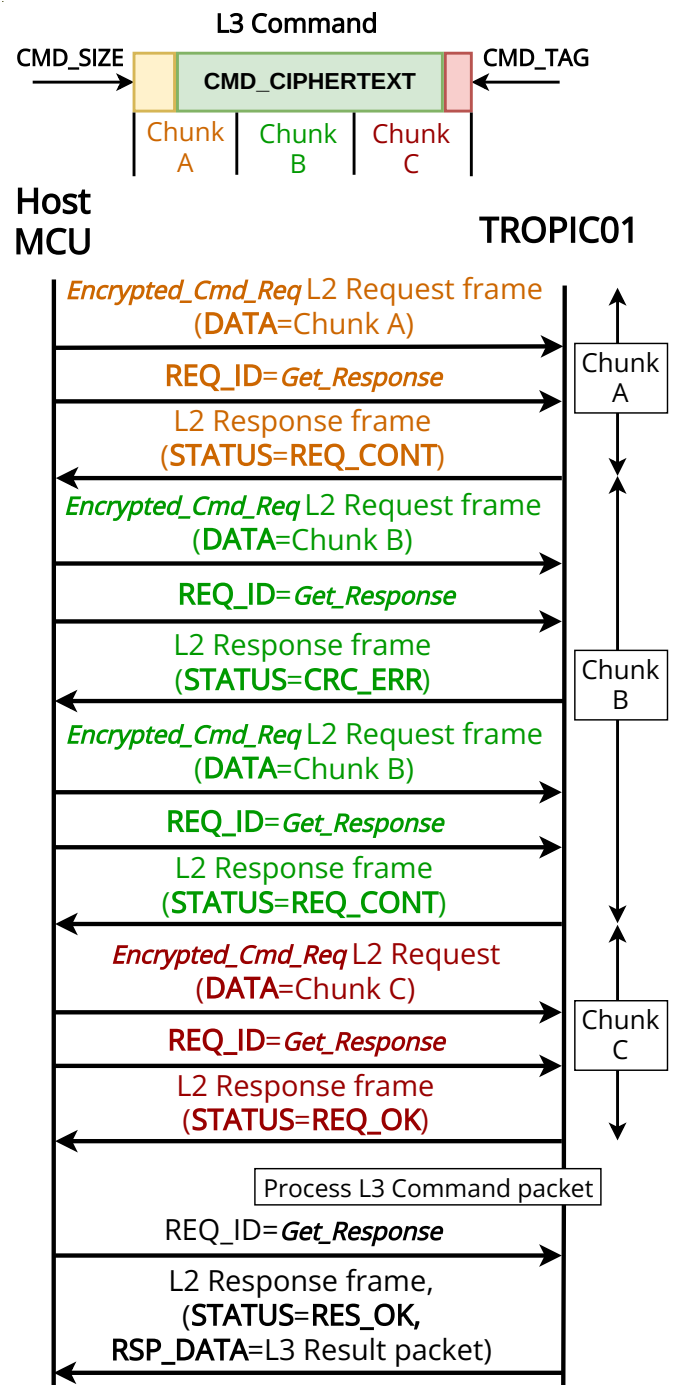 L3 Command
CMD_SIZE
CMD_CIPHERTEXT
CMD_TAG
Chunk
A
Chunk
B
Chunk
C
Host
MCU
TROPIC01
Encrypted_Cmd_Req L2 Request frame
(DATA=Chunk A)
REQ_ID=Get_Response
L2 Response frame
(STATUS=REQ_CONT)
Chunk
A
Encrypted_Cmd_Req L2 Request frame
(DATA=Chunk B)
REQ_ID=Get_Response
L2 Response frame
(STATUS=CRC_ERR)
Encrypted_Cmd_Req L2 Request frame
(DATA=Chunk B)
REQ_ID=Get_Response
L2 Response frame
(STATUS=REQ_CONT)
Chunk
B
Encrypted_Cmd_Req L2 Request
(DATA=Chunk C)
REQ_ID=Get_Response
L2 Response frame
(STATUS=REQ_OK)
Chunk
C
Process L3 Command packet
REQ_ID=Get_Response
L2 Response frame,
(STATUS=RES_OK,
RSP_DATA=L3 Result packet)